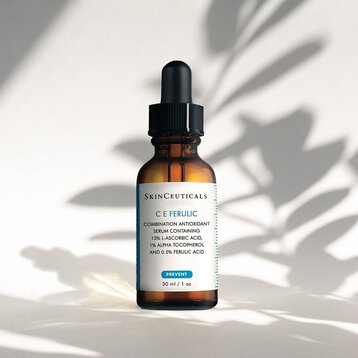 SKINCEUTICALS
C E FERULIC
COMBINATION ANTIOXIDANT
SERUM CONTAINING
15% L-ASCORBIC ACID,
1% ALPHA TOCOPHEROL
AND 0.5% FERULIC ACID
PREVENT
30 ml / 1 oz